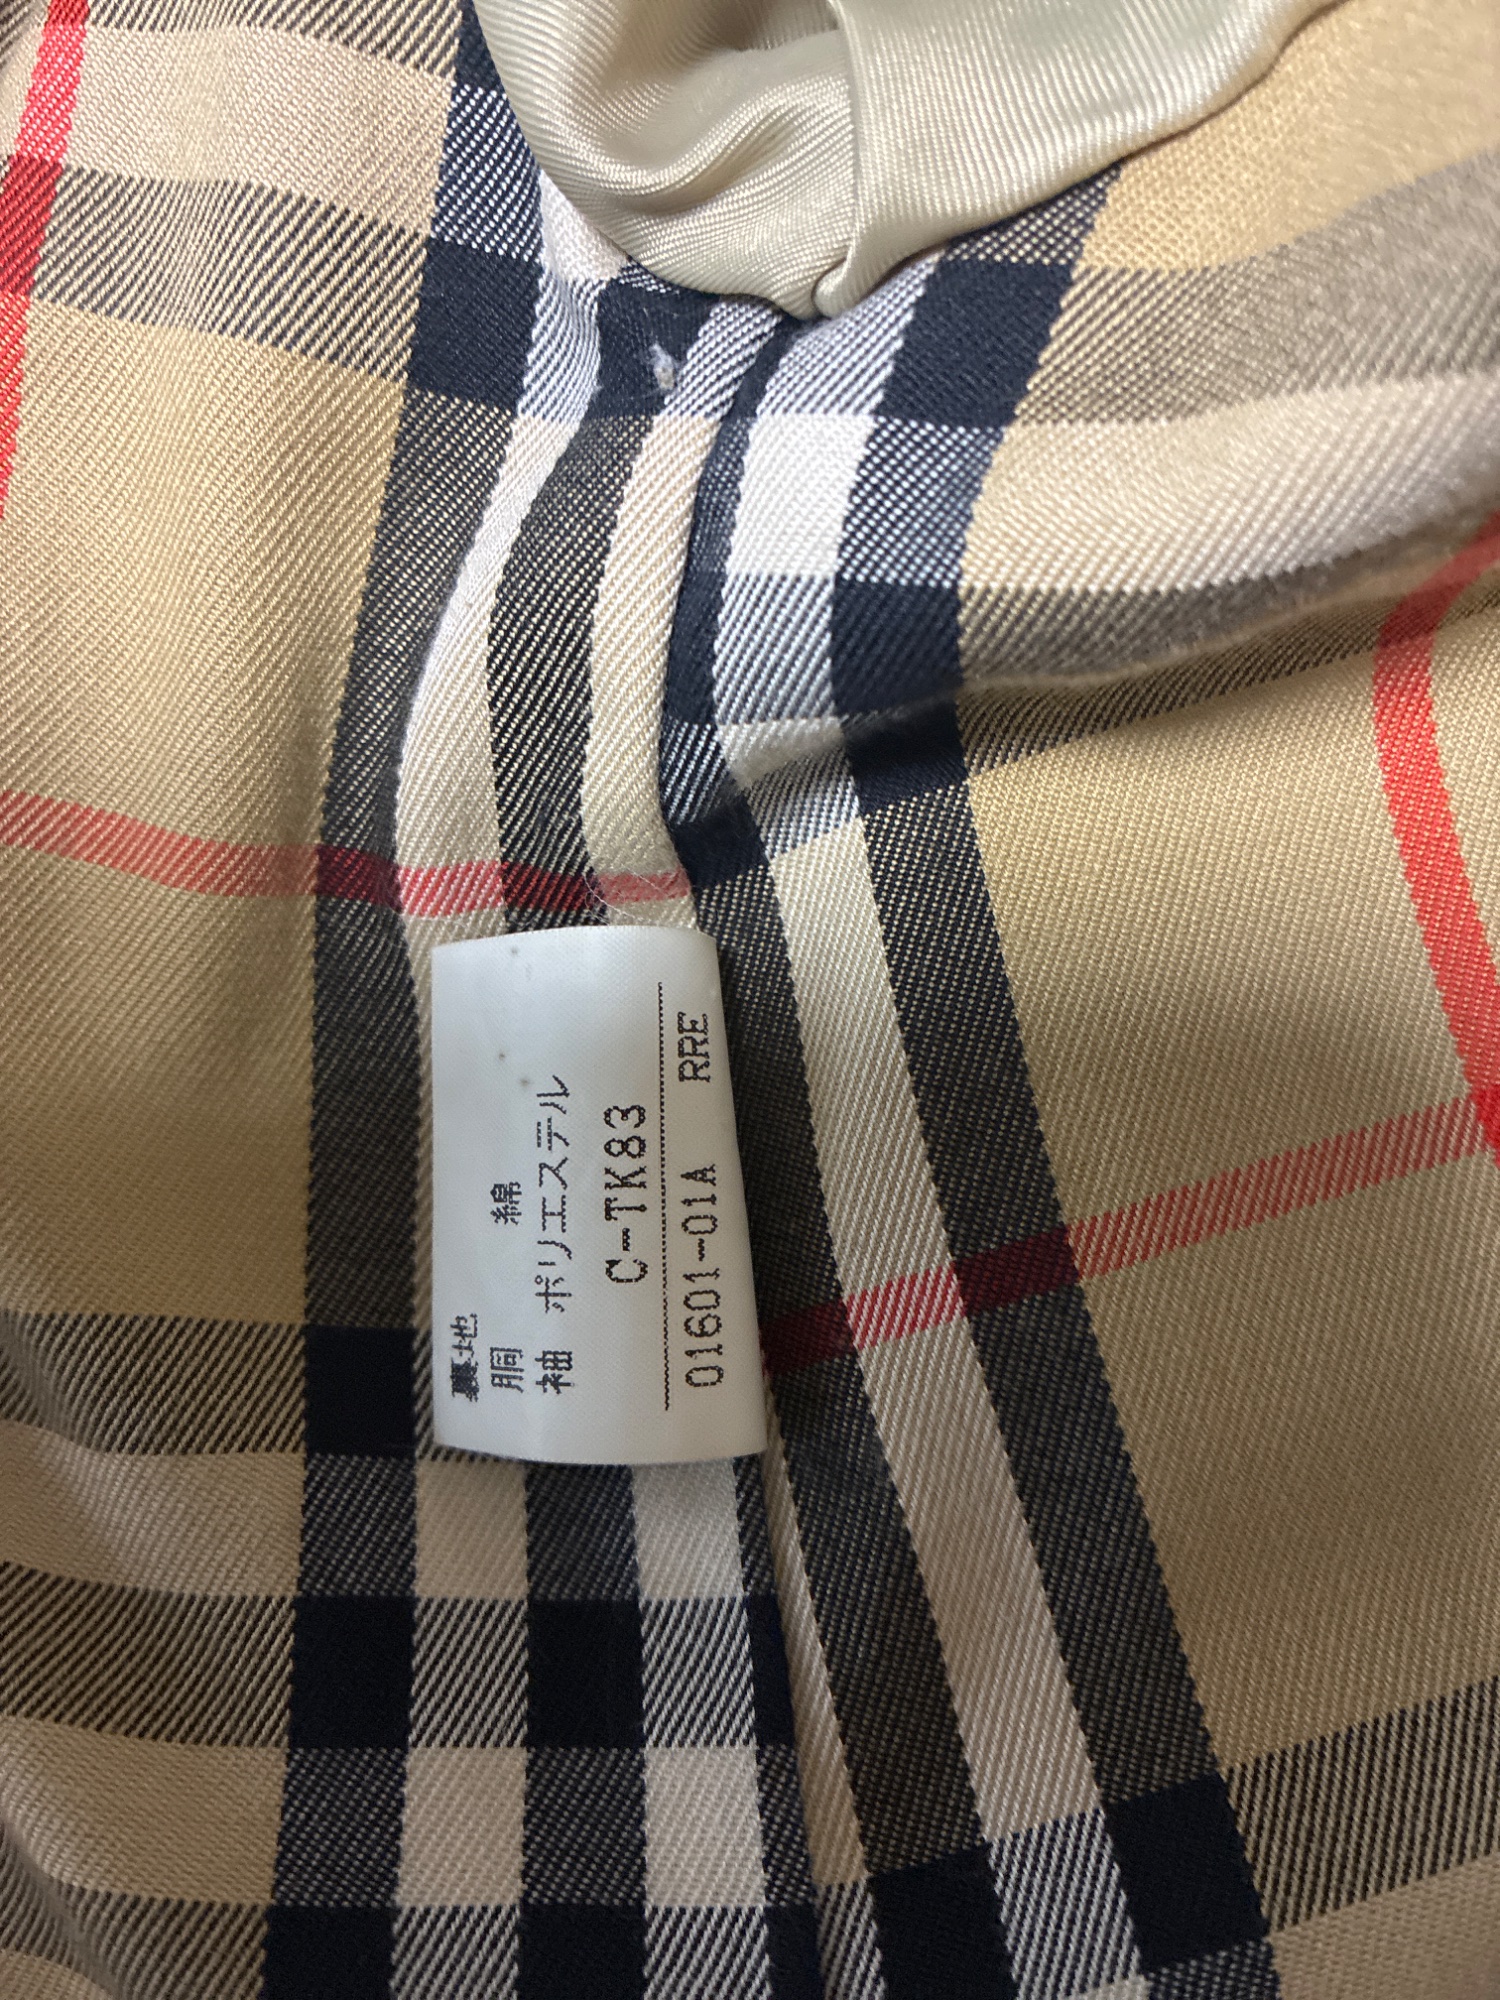 裏地
胴 綿
袖 ポリエステル
C-TK83
01601-01A RRE